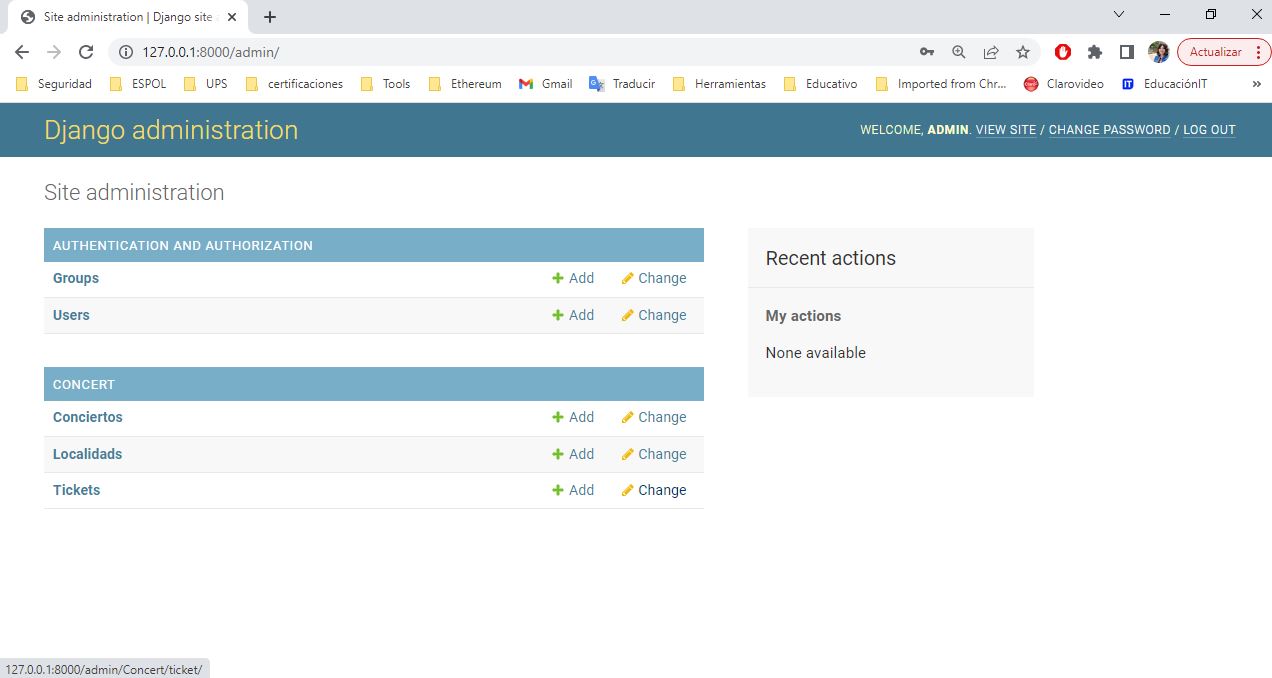 Site administration | Django site
127.0.0.1:8000/admin/
Actualizar
Seguridad ESPOL UPS certificaciones Tools Ethereum Gmail Traducir Herramientas Educativo Imported from Chr... Clarovideo EducaciónIT »
Django administration
WELCOME, ADMIN. VIEW SITE / CHANGE PASSWORD / LOG OUT
Site administration
AUTHENTICATION AND AUTHORIZATION
Groups Add Change
Users Add Change
CONCERT
Conciertos Add Change
Localidads Add Change
Tickets Add Change
Recent actions
My actions
None available
127.0.0.1:8000/admin/Concert/ticket/